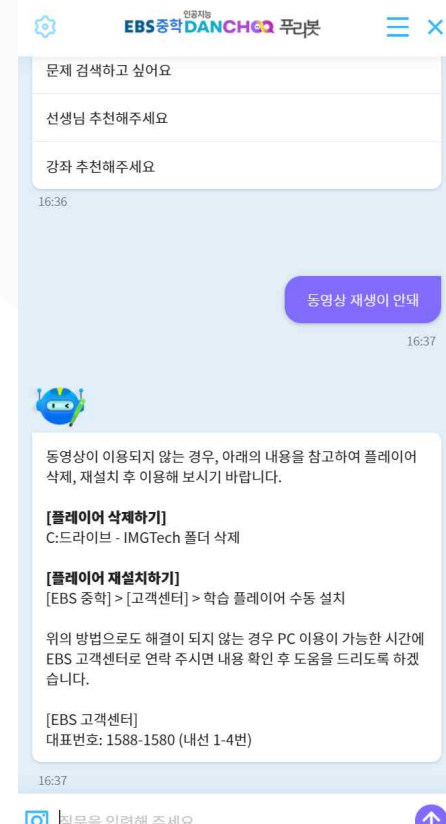 인공지능
EBS중학 DANCHOO 푸리봇
문제 검색하고 싶어요
선생님 추천해주세요
강좌 추천해주세요
16:36
동영상 재생이 안돼
16:37
동영상이 이용되지 않는 경우, 아래의 내용을 참고하여 플레이어
삭제, 재설치 후 이용해 보시기 바랍니다.
[플레이어 삭제하기]
C:드라이브 - IMGTech 폴더 삭제
[플레이어 재설치하기]
[EBS 중학] > [고객센터] > 학습 플레이어 수동 설치
위의 방법으로도 해결이 되지 않는 경우 PC 이용이 가능한 시간에
EBS 고객센터로 연락 주시면 내용 확인 후 도움을 드리도록 하겠
습니다.
[EBS 고객센터]
대표번호: 1588-1580 (내선 1-4번)
16:37
질문을 입력해 주세요